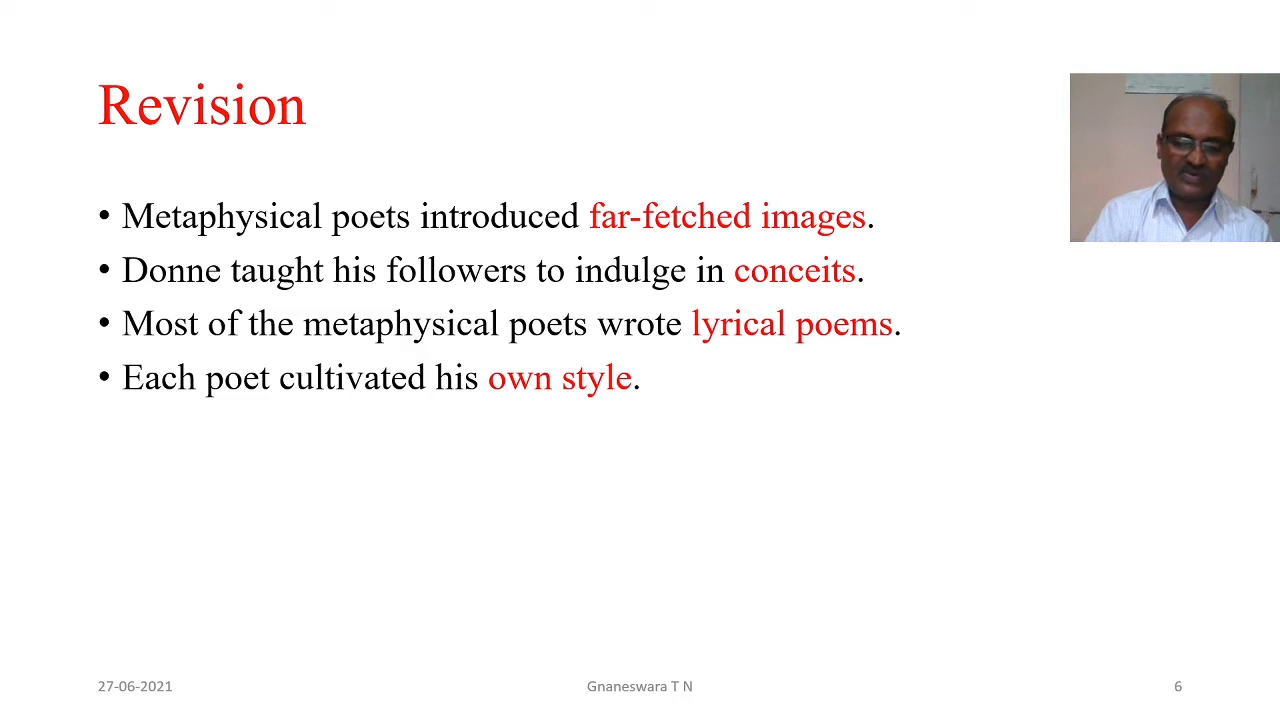 Revision
• Metaphysical poets introduced far-fetched images.
• Donne taught his followers to indulge in conceits.
• Most of the metaphysical poets wrote lyrical poems.
• Each poet cultivated his own style.
27-06-2021
Gnaneswara T N
6